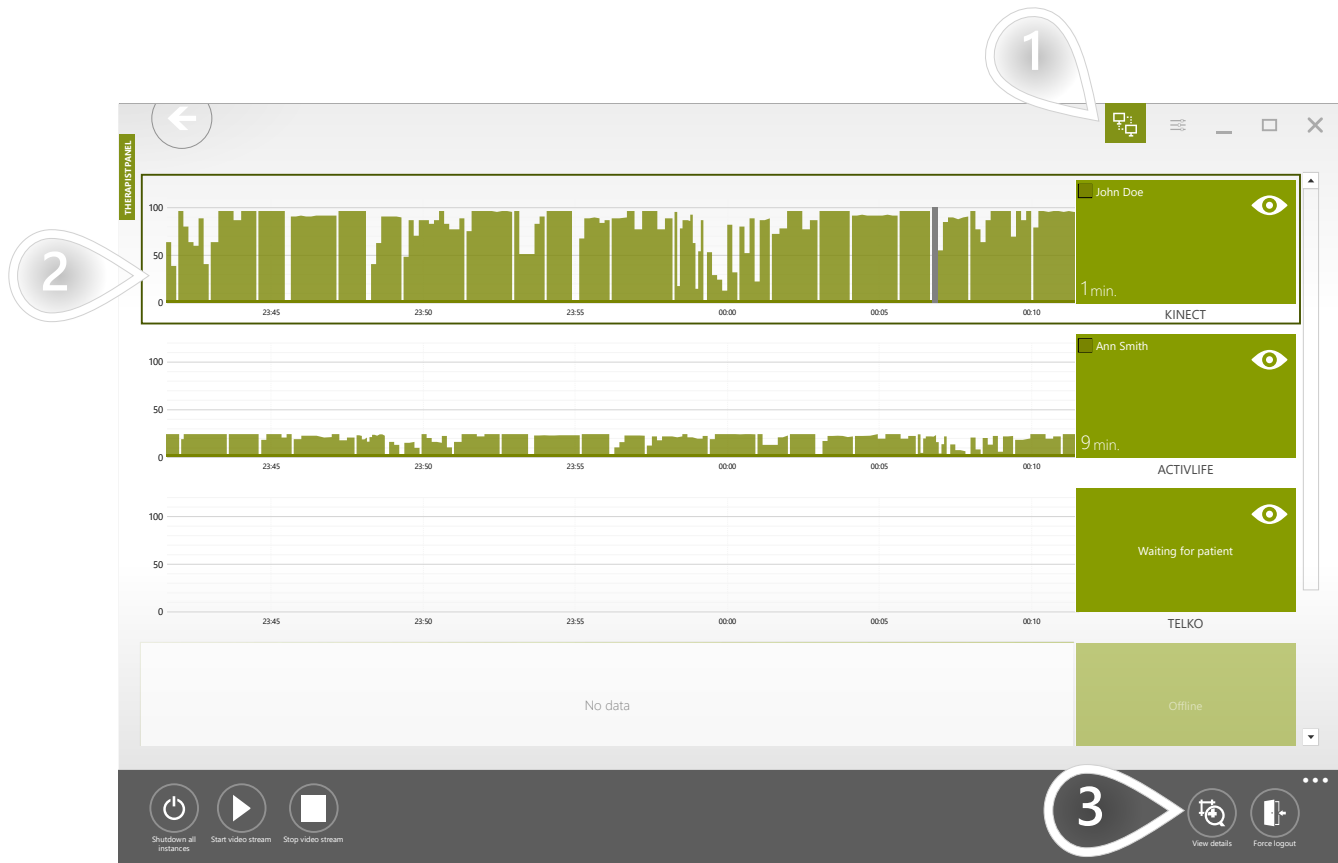 1
THERAPIST PANEL
John Doe
100
50
0
1 min.
23:45 23:50 23:55 00:00 00:05 00:10
KINECT
2
Ann Smith
100
50
0
9 min.
23:45 23:50 23:55 00:00 00:05 00:10
ACTIVLIFE
100
50
0
Waiting for patient
23:45 23:50 23:55 00:00 00:05 00:10
TELKO
No data
Offline
3
Shutdown all
instances
Start video stream
Stop video stream
View details
Force logout